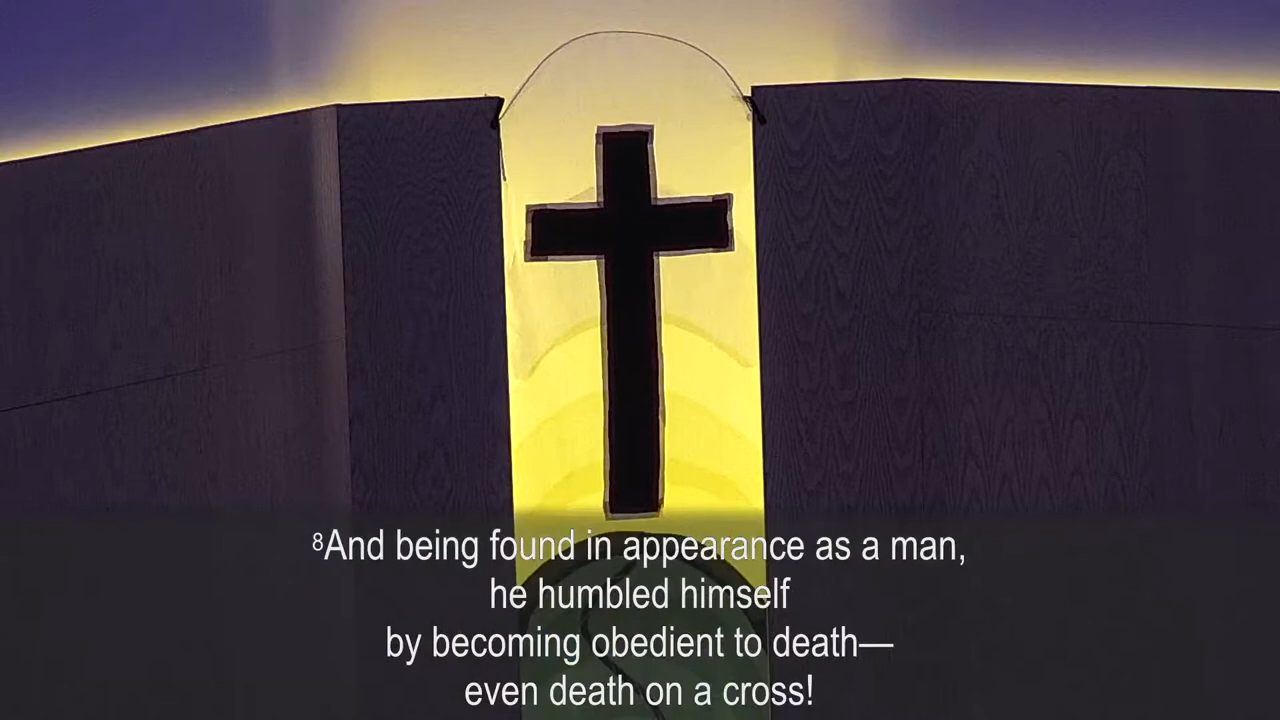 ⁸And being found in appearance as a man,
he humbled himself
by becoming obedient to death—
even death on a cross!